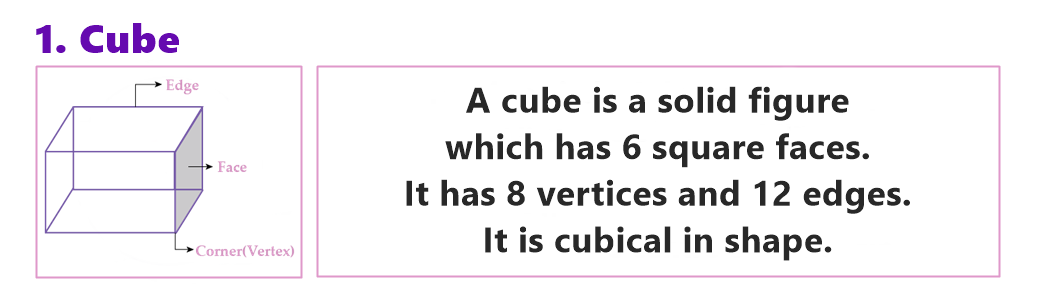 1. Cube
Edge
Face
Corner(Vertex)
A cube is a solid figure
which has 6 square faces.
It has 8 vertices and 12 edges.
It is cubical in shape.